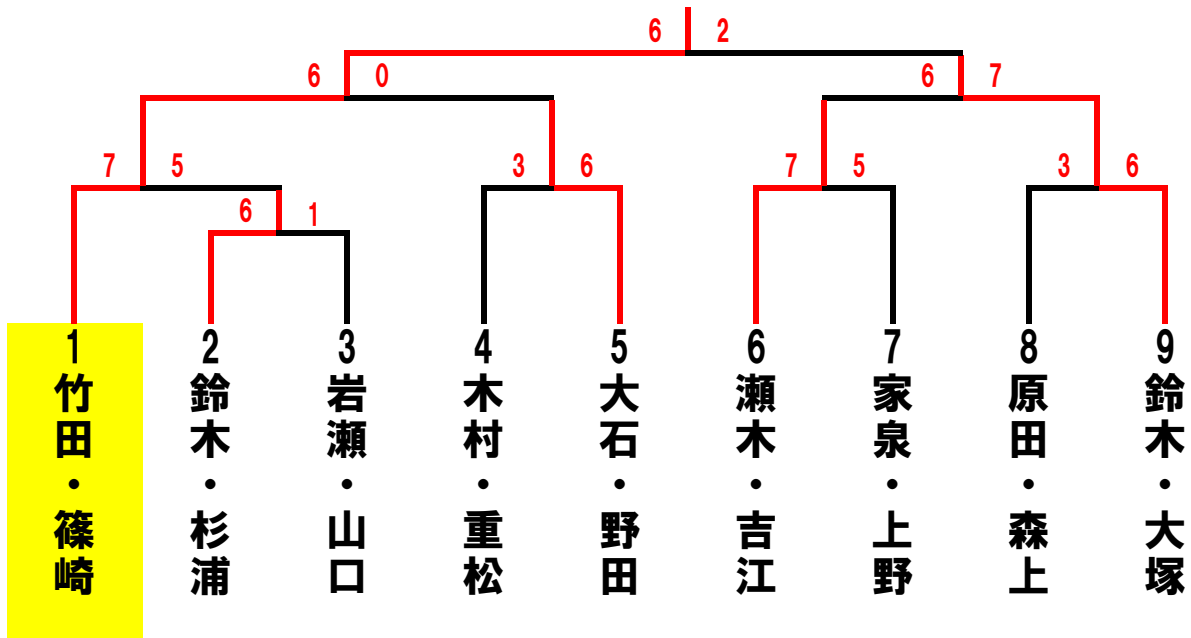 6 2
6 0 6 7
7 5 3 6 7 5 3 6
6 1
1 2 3 4 5 6 7 8 9
竹田・篠崎
鈴木・杉浦
岩瀬・山口
木村・重松
大石・野田
瀬木・吉江
家泉・上野
原田・森上
鈴木・大塚